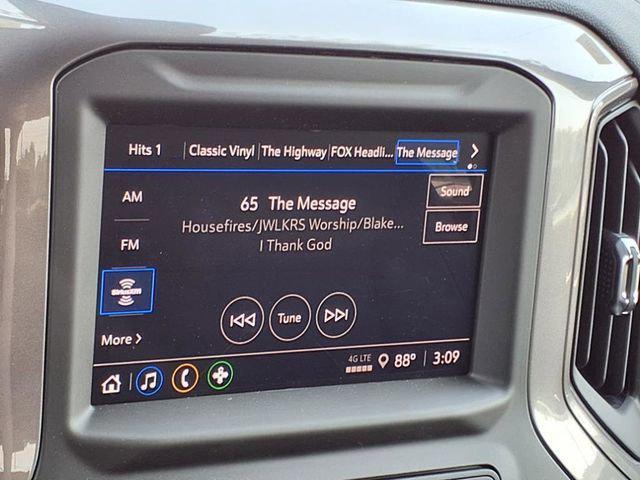 Hits 1 Classic Vinyl The Highway FOX Headli... The Message
AM
65 The Message
Sound
Housefires/JWLKRS Worship/Blake...
Browse
FM
I Thank God
SiriusXM
Tune
More
4G LTE 88° 3:09